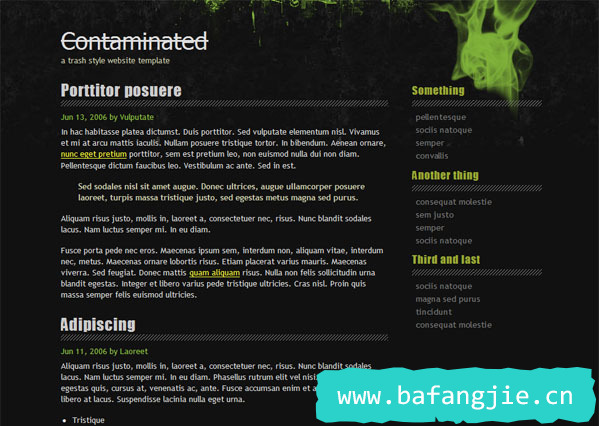 Contaminated
a trash style website template
Porttitor posuere
Jun 13, 2006 by Vulputate
In hac habitasse platea dictumst. Duis porttitor. Sed vulputate elementum nisl. Vivamus
et mi at arcu mattis iaculis. Nullam posuere tristique tortor. In bibendum. Aenean ornare,
nunc eget pretium porttitor, sem est pretium leo, non euismod nulla dui non diam.
Pellentesque dictum faucibus leo. Vestibulum ac ante. Sed in est.
Sed sodales nisl sit amet augue. Donec ultrices, augue ullamcorper posuere
laoreet, turpis massa tristique justo, sed egestas metus magna sed purus.
Aliquam risus justo, mollis in, laoreet a, consectetuer nec, risus. Nunc blandit sodales
lacus. Nam luctus semper mi. In eu diam.
Fusce porta pede nec eros. Maecenas ipsum sem, interdum non, aliquam vitae, interdum
nec, metus. Maecenas ornare lobortis risus. Etiam placerat varius mauris. Maecenas
viverra. Sed feugiat. Donec mattis quam aliquam risus. Nulla non felis sollicitudin urna
blandit egestas. Integer et libero varius pede tristique ultricies. Cras nisl. Proin quis
massa semper felis euismod ultricies.
Adipiscing
Jun 11, 2006 by Laoreet
Aliquam risus justo, mollis in, laoreet a, consectetuer nec, risus. Nunc blandit sodales
lacus. Nam luctus semper mi. In eu diam. Phasellus rutrum elit vel nisi
egestas quis, cursus at, venenatis ac, ante. Fusce accumsan enim et a
libero at lacus. Suspendisse lacinia nulla eget urna.
• Tristique
Something
pellentesque
sociis natoque
semper
convallis
Another thing
consequat molestie
sem justo
semper
sociis natoque
Third and last
sociis natoque
magna sed purus
tincidunt
consequat molestie
www.bafangjie.cn